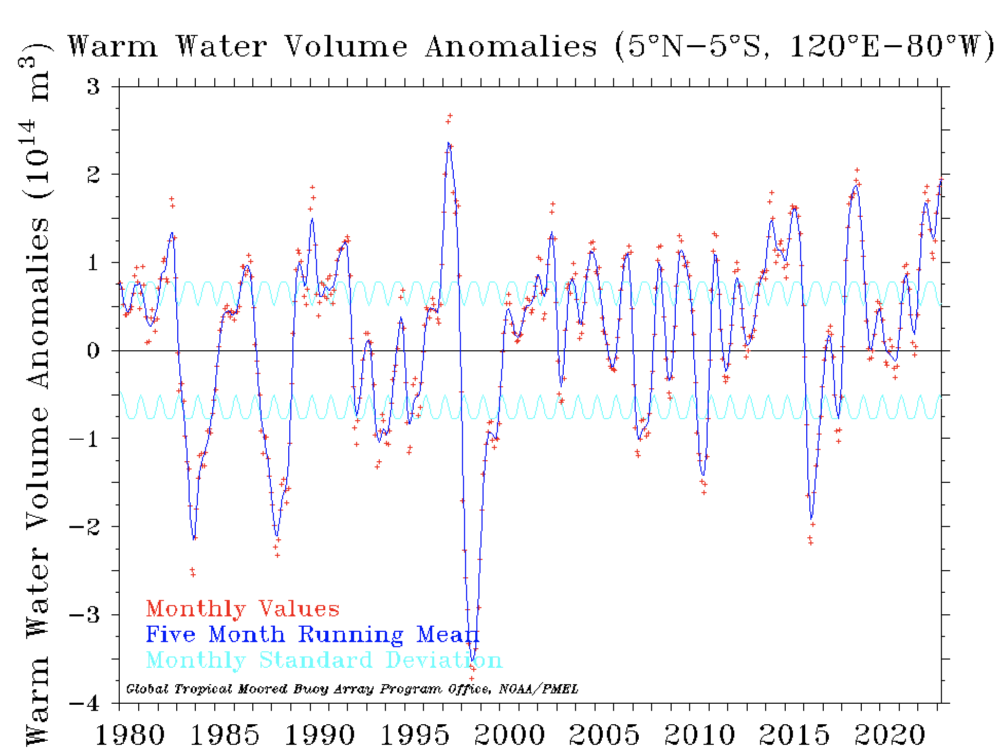 Warm Water Volume Anomalies (5°N−5°S, 120°E−80°W)
Warm Water Volume Anomalies (10¹⁴ m³)
3
2
1
0
−1
−2
−3
−4
Monthly Values
Five Month Running Mean
Monthly Standard Deviation
Global Tropical Moored Buoy Array Program Office, NOAA/PMEL
1980 1985 1990 1995 2000 2005 2010 2015 2020